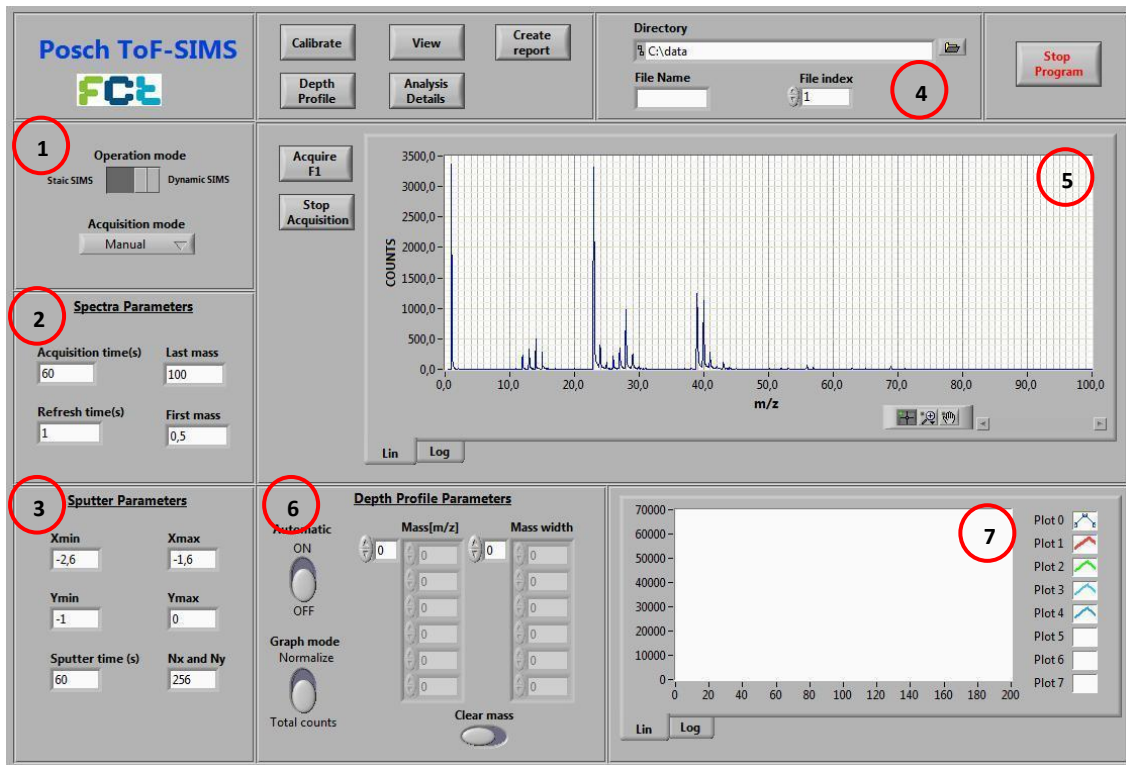 Posch ToF-SIMS
FCt
Calibrate
View
Create
report
Depth
Profile
Analysis
Details
Directory
C:\data
File Name
File index
1
4
Stop
Program
1
Operation mode
Staic SIMS
Dynamic SIMS
Acquisition mode
Manual
2
Spectra Parameters
Acquisition time(s)
Last mass
60
100
Refresh time(s)
First mass
1
0,5
Acquire
F1
Stop
Acquisition
5
COUNTS
3500,0
3000,0
2500,0
2000,0
1500,0
1000,0
500,0
0,0
0,0 10,0 20,0 30,0 40,0 50,0 60,0 70,0 80,0 90,0 100,0
m/z
Lin
Log
3
Sputter Parameters
Xmin
Xmax
-2,6
-1,6
Ymin
Ymax
-1
0
Sputter time (s)
Nx and Ny
60
256
6
Depth Profile Parameters
Automatic
ON
OFF
Graph mode
Normalize
Total counts
Mass[m/z]
Mass width
0 0 0 0
0 0
0 0
0 0
0 0
0 0
Clear mass
7
70000
60000
50000
40000
30000
20000
10000
0
0 20 40 60 80 100 120 140 160 180 200
Plot 0
Plot 1
Plot 2
Plot 3
Plot 4
Plot 5
Plot 6
Plot 7
Lin
Log